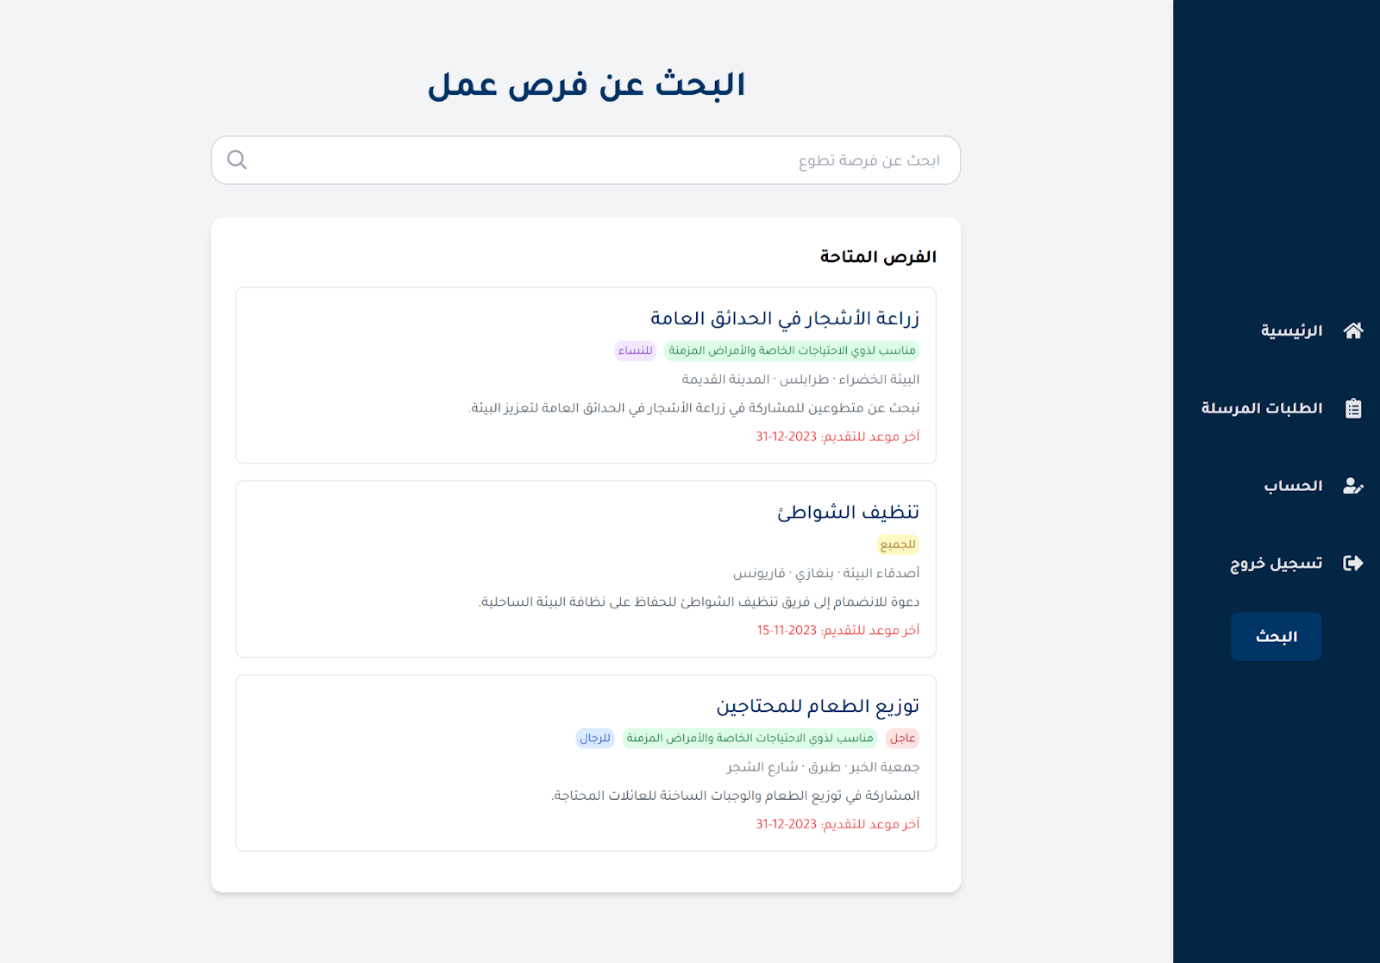 الرئيسية
الطلبات المرسلة
الحساب
تسجيل خروج
البحث
البحث عن فرص عمل
ابحث عن فرصة تطوع
الفرص المتاحة
زراعة الأشجار في الحدائق العامة
مناسب لذوي الاحتياجات الخاصة والأمراض المزمنة للنساء
البيئة الخضراء · طرابلس · المدينة القديمة
نبحث عن متطوعين للمشاركة في زراعة الأشجار في الحدائق العامة لتعزيز البيئة.
آخر موعد للتقديم: 2023-12-31
تنظيف الشواطئ
للجميع
أصدقاء البيئة · بنغازي · قاريونس
دعوة للانضمام إلى فريق تنظيف الشواطئ للحفاظ على نظافة البيئة الساحلية.
آخر موعد للتقديم: 2023-11-15
توزيع الطعام للمحتاجين
عاجل مناسب لذوي الاحتياجات الخاصة والأمراض المزمنة للرجال
جمعية الخير · طبرق · شارع الشجر
المشاركة في توزيع الطعام والوجبات الساخنة للعائلات المحتاجة.
آخر موعد للتقديم: 2023-12-31